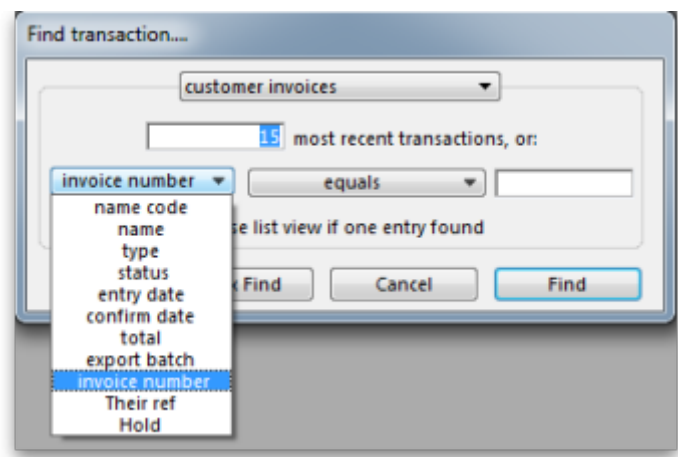 Find transaction....
customer invoices
15 most recent transactions, or:
invoice number equals
name code
name
list view if one entry found
type
status
Find Cancel Find
entry date
confirm date
total
export batch
invoice number
Their ref
Hold